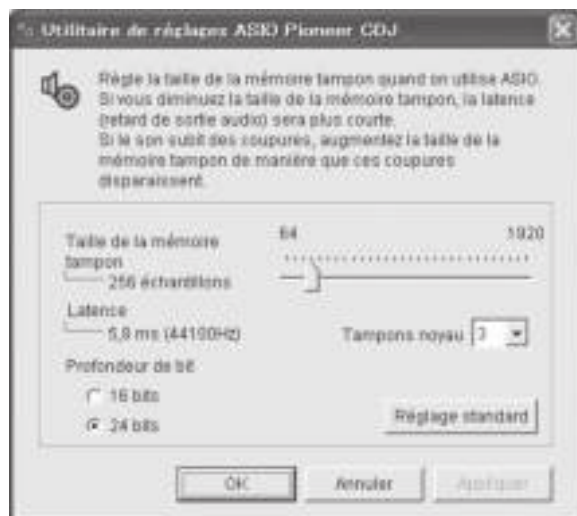 Utilitaire de réglages ASIO Pioneer CDJ
Règle la taille de la mémoire tampon quand on utilise ASIO.
Si vous diminuez la taille de la mémoire tampon, la latence
(retard de sortie audio) sera plus courte.
Si le son subit des coupures, augmentez la taille de la
mémoire tampon de manière que ces coupures
disparaissent.
Taille de la mémoire
tampon
256 échantillons
64 1920
Latence
5,8 ms (44100Hz)
Tampons noyau 3
Profondeur de bit
16 bits
24 bits
Réglage standard
OK Annuler Appliquer